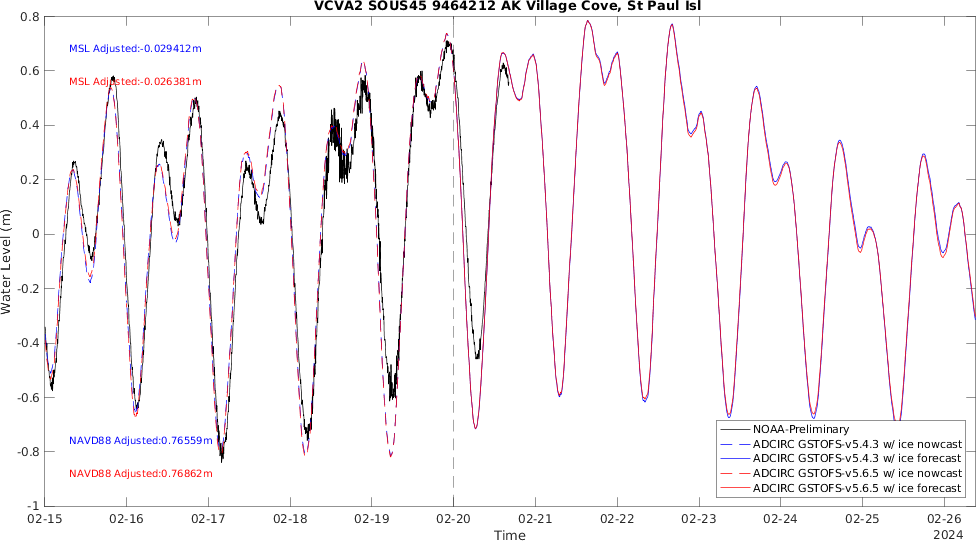 VCVA2 SOUS45 9464212 AK Village Cove, St Paul Isl
0.8
0.6
0.4
0.2
0
-0.2
-0.4
-0.6
-0.8
-1
Water Level (m)
MSL Adjusted:-0.029412m
MSL Adjusted:-0.026381m
NAVD88 Adjusted:0.76559m
NAVD88 Adjusted:0.76862m
NOAA-Preliminary
ADCIRC GSTOFS-v5.4.3 w/ ice nowcast
ADCIRC GSTOFS-v5.4.3 w/ ice forecast
ADCIRC GSTOFS-v5.6.5 w/ ice nowcast
ADCIRC GSTOFS-v5.6.5 w/ ice forecast
02-15 02-16 02-17 02-18 02-19 02-20 02-21 02-22 02-23 02-24 02-25 02-26
Time
2024